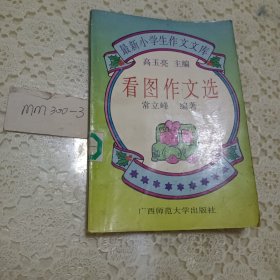 最新小学生作文文库
高玉亮 主编
看图作文选
常立峰 编著
广西师范大学出版社
MM300-3